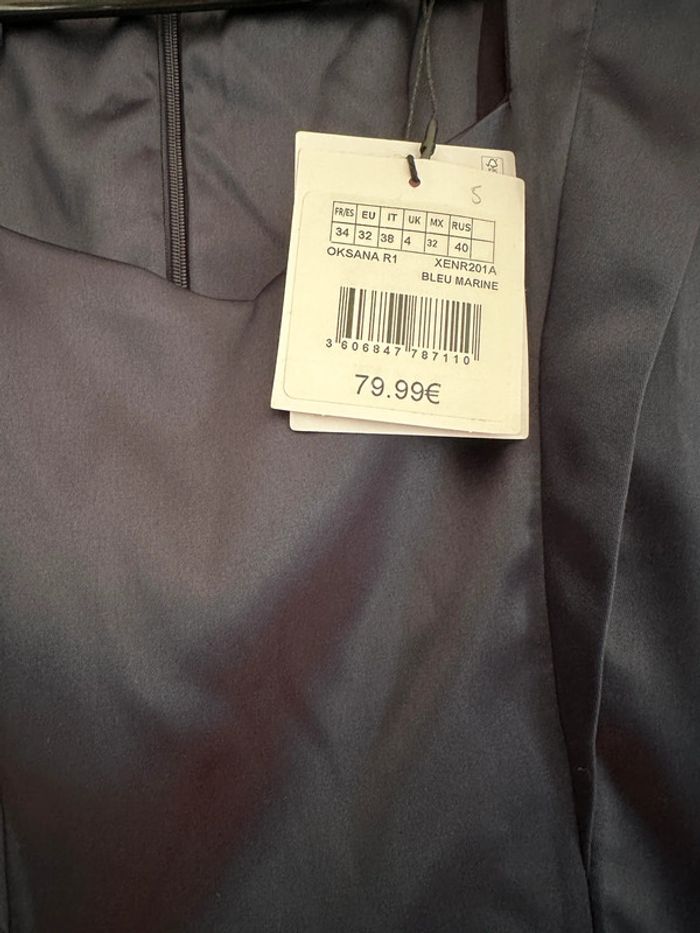 5
FR/ES EU IT UK MX RUS
34 32 38 4 32 40
OKSANA R1 XENR201A
BLEU MARINE
3 606847 787110
79.99€